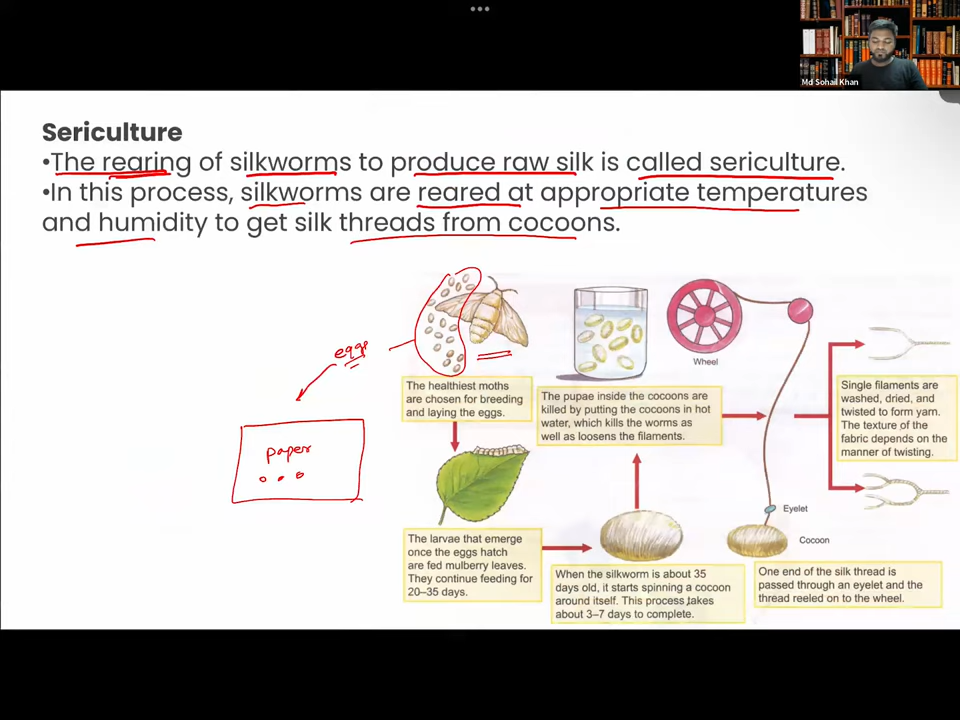 Md Sohail Khan
Sericulture
•The rearing of silkworms to produce raw silk is called sericulture.
•In this process, silkworms are reared at appropriate temperatures
and humidity to get silk threads from cocoons.
eggs
paper
The healthiest moths
are chosen for breeding
and laying the eggs.
The pupae inside the cocoons are
killed by putting the cocoons in hot
water, which kills the worms as
well as loosens the filaments.
Wheel
Single filaments are
washed, dried, and
twisted to form yarn.
The texture of the
fabric depends on the
manner of twisting.
The larvae that emerge
once the eggs hatch
are fed mulberry leaves.
They continue feeding for
20–35 days.
When the silkworm is about 35
days old, it starts spinning a cocoon
around itself. This process takes
about 3–7 days to complete.
Eyelet
Cocoon
One end of the silk thread is
passed through an eyelet and the
thread reeled on to the wheel.